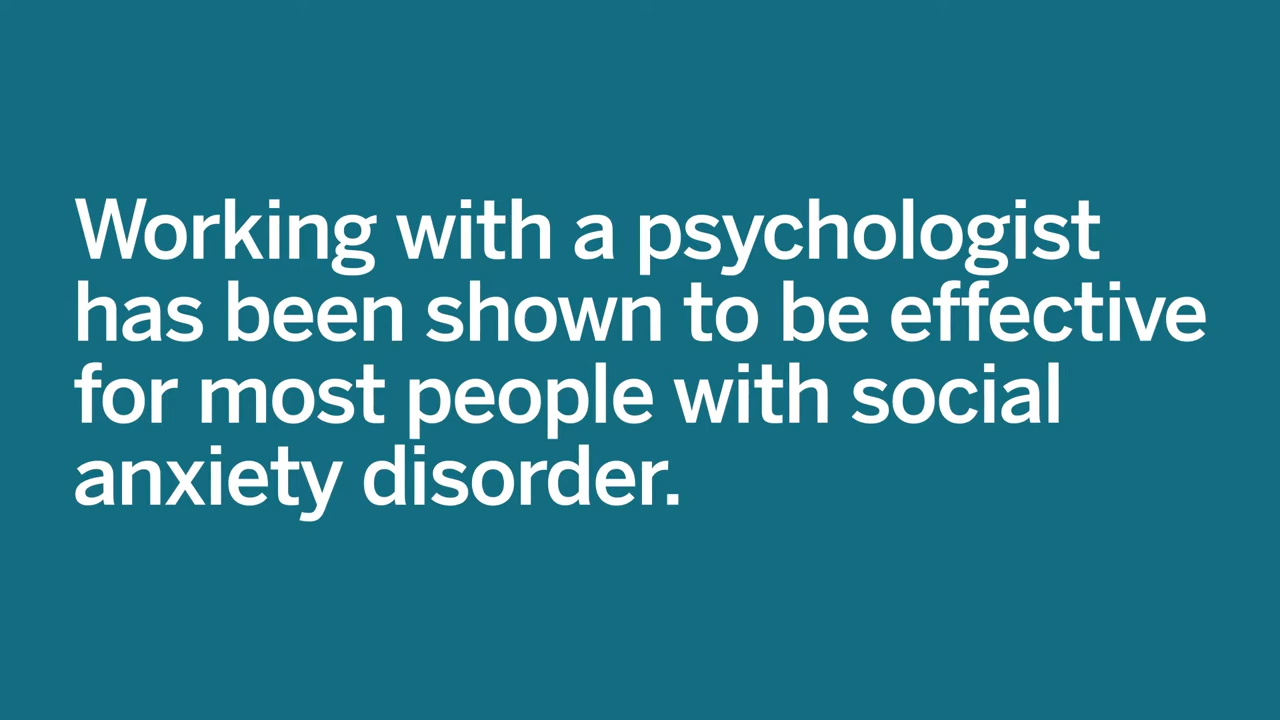 Working with a psychologist
has been shown to be effective
for most people with social
anxiety disorder.